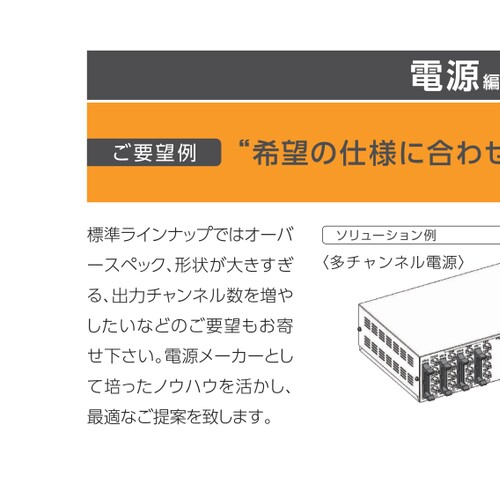 電源編
ご要望例
“希望の仕様に合わせ
標準ラインナップではオーバ
ースペック、形状が大きすぎ
る、出力チャンネル数を増や
したいなどのご要望もお寄
せ下さい。電源メーカーとし
て培ったノウハウを活かし、
最適なご提案を致します。
ソリューション例
〈多チャンネル電源〉